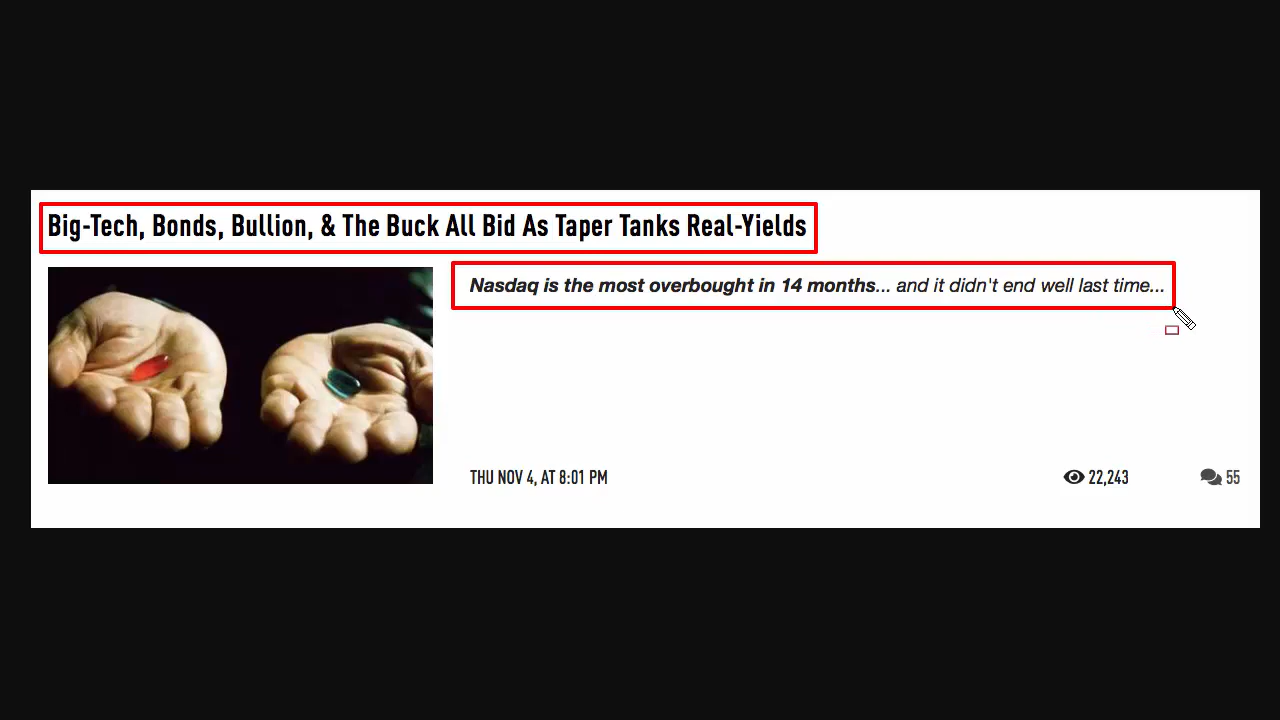 Big-Tech, Bonds, Bullion, & The Buck All Bid As Taper Tanks Real-Yields
Nasdaq is the most overbought in 14 months... and it didn't end well last time...
THU NOV 4, AT 8:01 PM
22,243
55